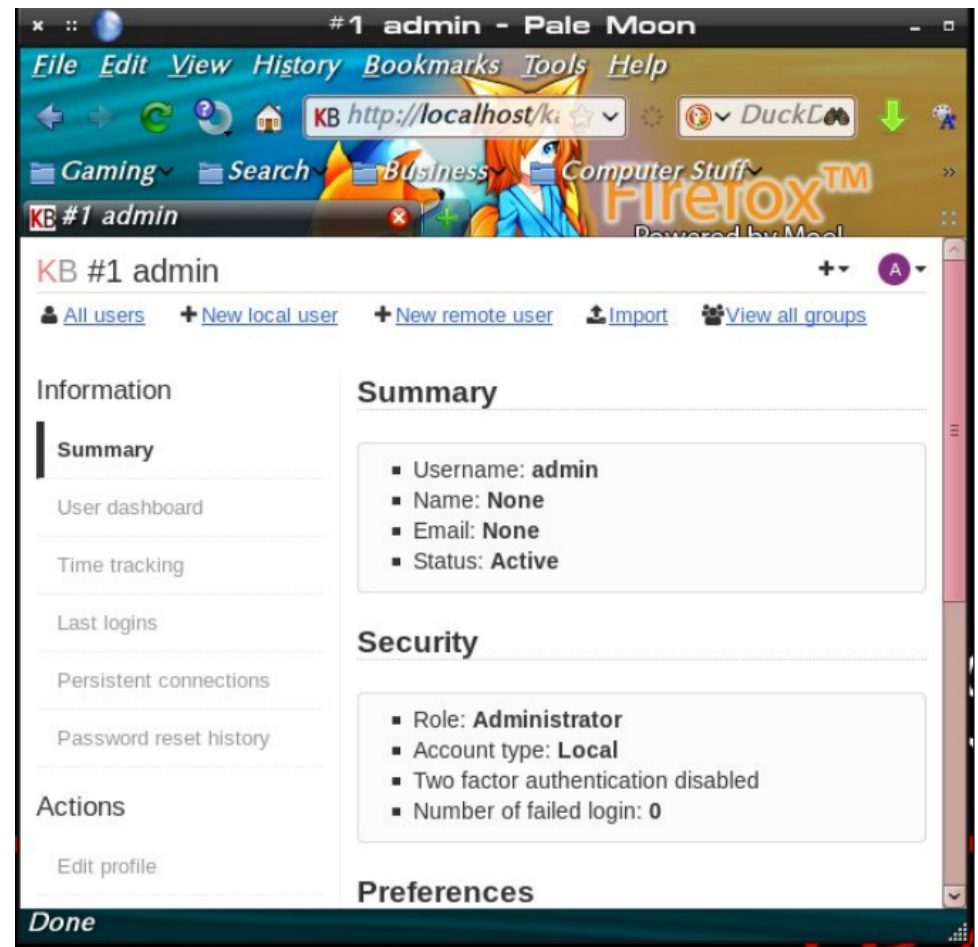 #1 admin - Pale Moon
File Edit View History Bookmarks Tools Help
KB http://localhost/ka DuckD
Gaming Search Business Computer Stuff
Firefox™
KB #1 admin
Powered by
KB #1 admin
A
All users New local user New remote user Import View all groups
Information
Summary
User dashboard
Time tracking
Last logins
Persistent connections
Password reset history
Actions
Edit profile
Summary
Username: admin
Name: None
Email: None
Status: Active
Security
Role: Administrator
Account type: Local
Two factor authentication disabled
Number of failed login: 0
Preferences
Done